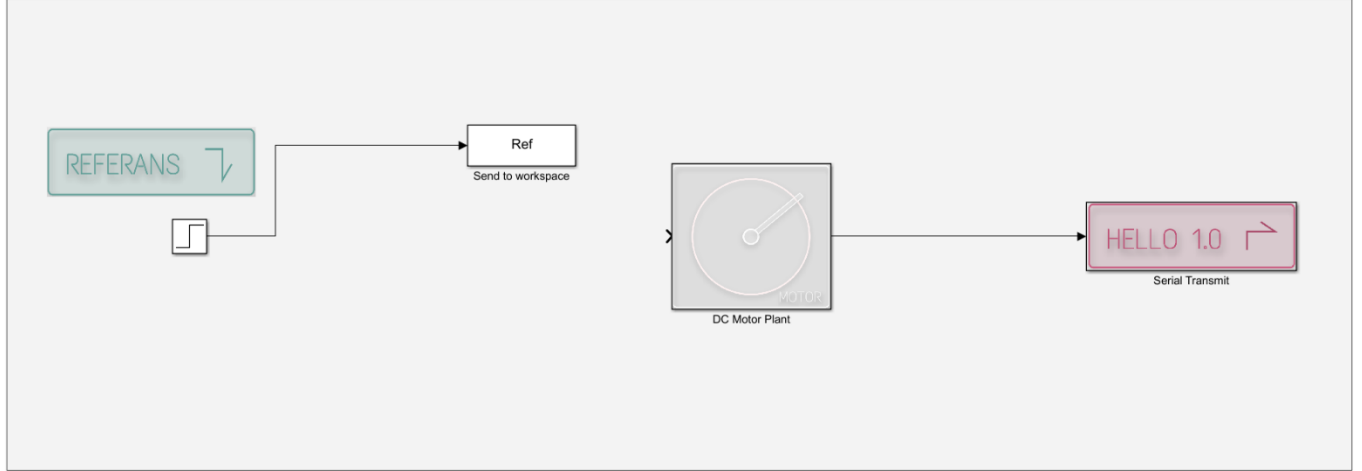 REFERANS
Ref
Send to workspace
MOTOR
DC Motor Plant
HELLO 1.0
Serial Transmit